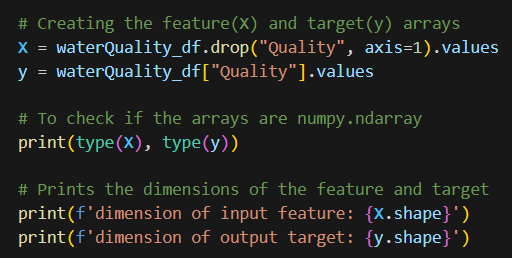 # Creating the feature(X) and target(y) arrays
X = waterQuality_df.drop("Quality", axis=1).values
y = waterQuality_df["Quality"].values
# To check if the arrays are numpy.ndarray
print(type(X), type(y))
# Prints the dimensions of the feature and target
print(f'dimension of input feature: {X.shape}')
print(f'dimension of output target: {y.shape}')